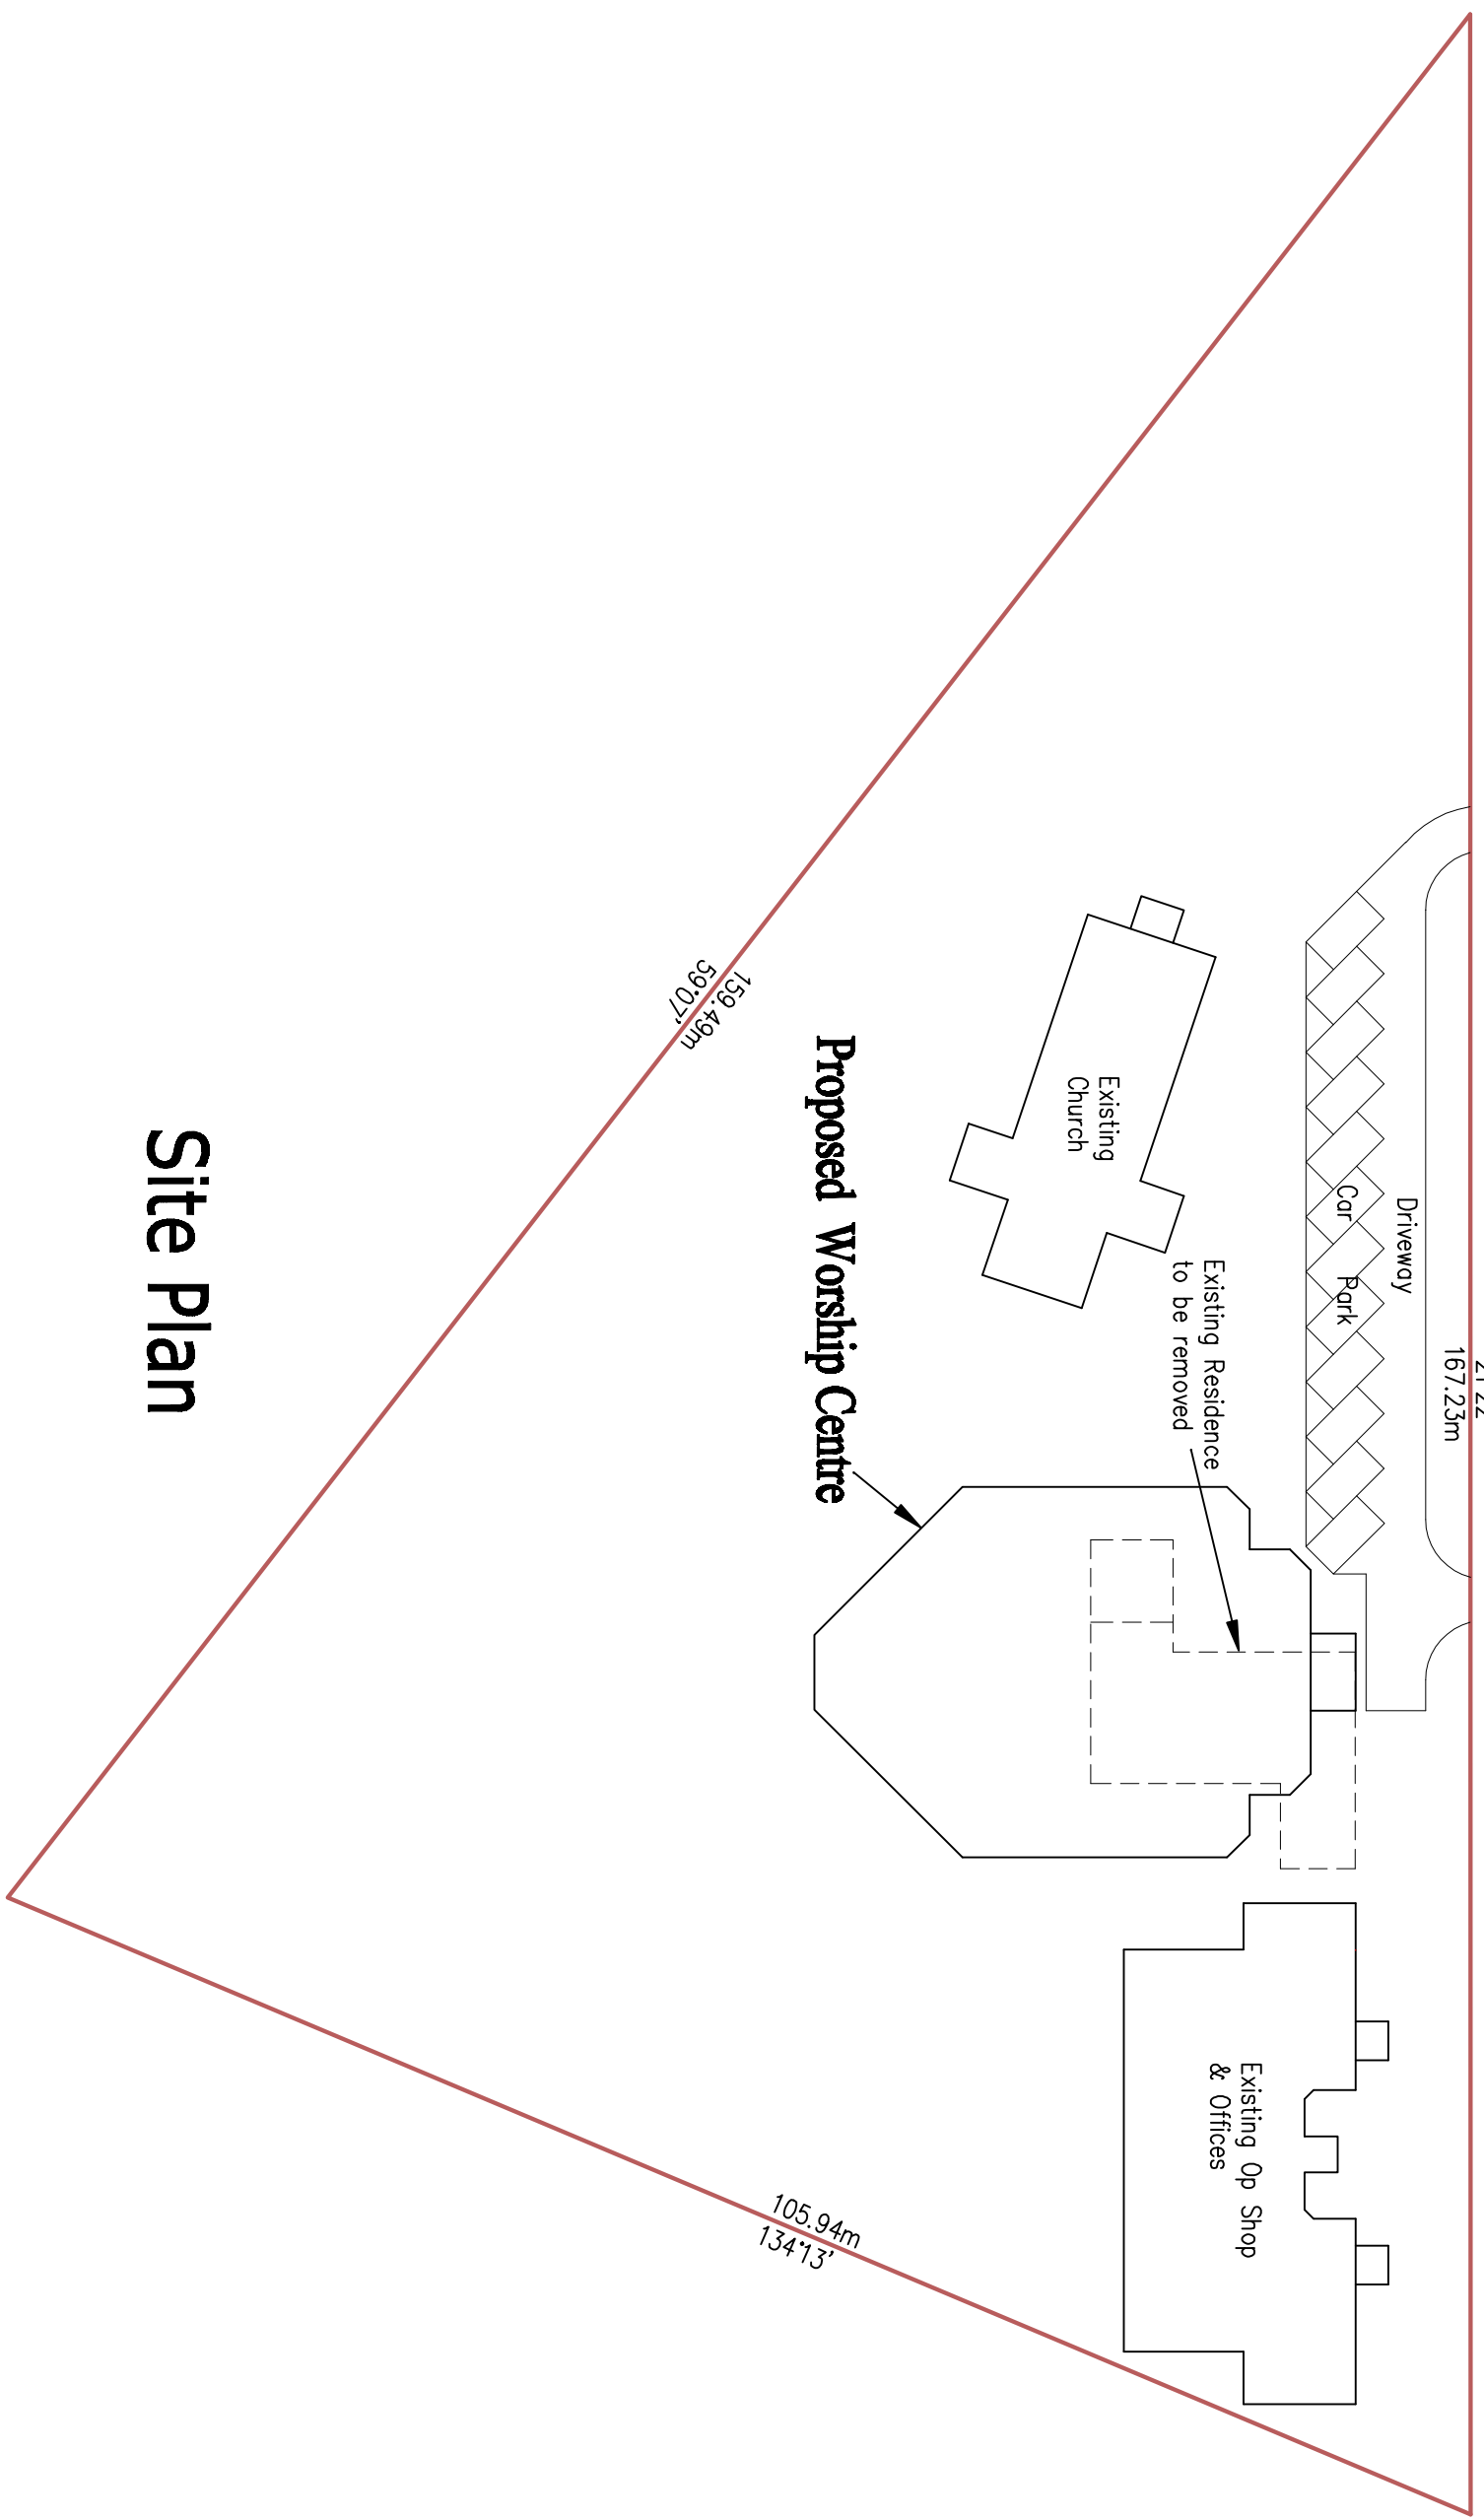 167.23m
Driveway
Car Park
Existing Residence
to be removed
Existing
Church
Proposed Worship Centre
159.49m
59°07'
Existing Op Shop
& Offices
105.94m
134°13'
Site Plan